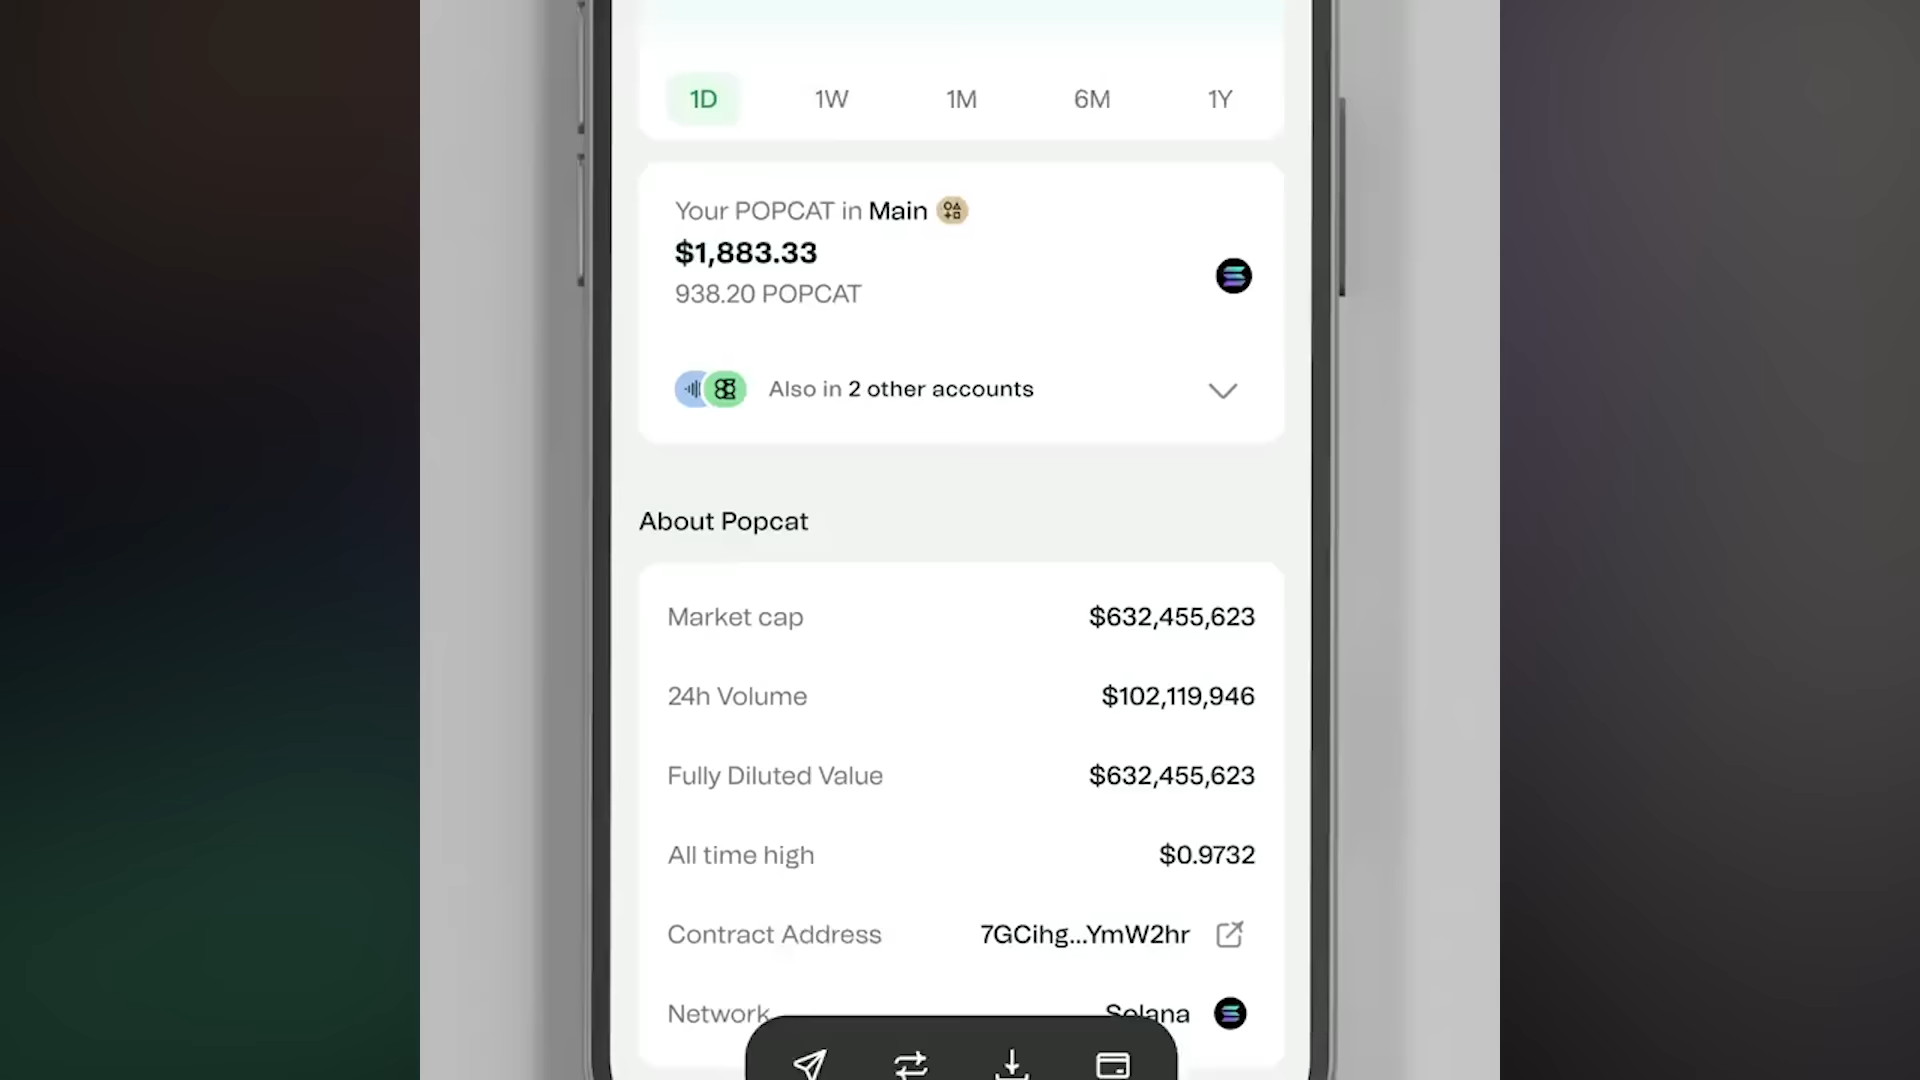 1D 1W 1M 6M 1Y
Your POPCAT in Main
$1,883.33
938.20 POPCAT
Also in 2 other accounts
About Popcat
Market cap $632,455,623
24h Volume $102,119,946
Fully Diluted Value $632,455,623
All time high $0.9732
Contract Address 7GCihg...YmW2hr
Network Solana